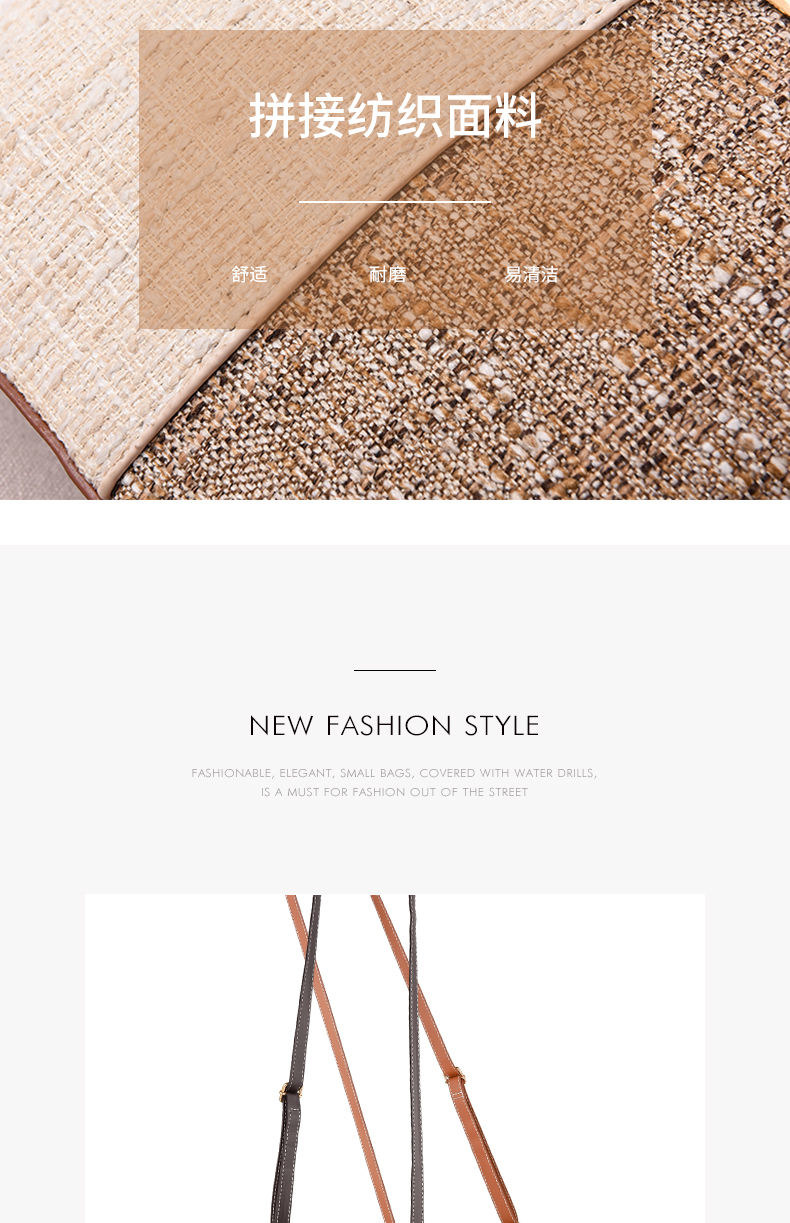 拼接纺织面料
舒适 耐磨 易清洁
NEW FASHION STYLE
FASHIONABLE, ELEGANT, SMALL BAGS, COVERED WITH WATER DRILLS,
IS A MUST FOR FASHION OUT OF THE STREET